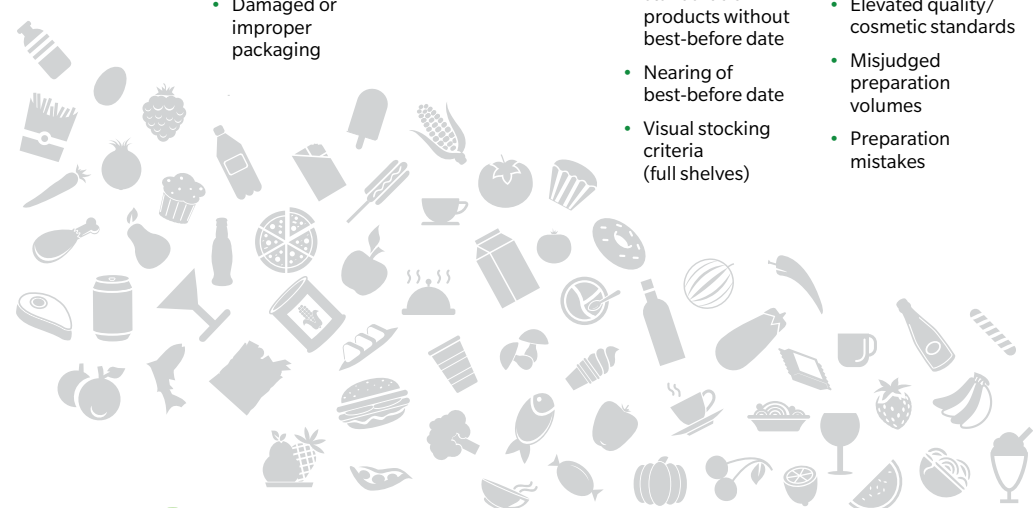 • Damaged or
improper
packaging
products without
best-before date
• Nearing of
best-before date
• Visual stocking
criteria
(full shelves)
• Elevated quality/
cosmetic standards
• Misjudged
preparation
volumes
• Preparation
mistakes